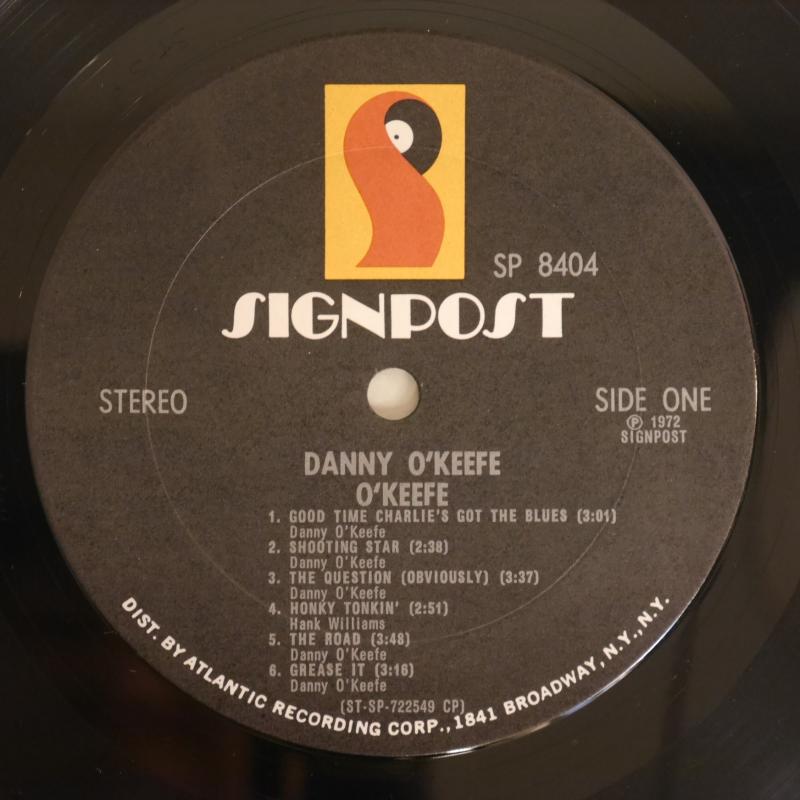 SP 8404
SIGNPOST
STEREO
SIDE ONE
℗ 1972
SIGNPOST
DANNY O'KEEFE
O'KEEFE
1. GOOD TIME CHARLIE'S GOT THE BLUES (3:01)
Danny O'Keefe
2. SHOOTING STAR (2:38)
Danny O'Keefe
3. THE QUESTION (OBVIOUSLY) (3:37)
Danny O'Keefe
4. HONKY TONKIN' (2:51)
Hank Williams
5. THE ROAD (3:48)
Danny O'Keefe
6. GREASE IT (3:16)
Danny O'Keefe
(ST-SP-722549 CP)
DIST. BY ATLANTIC RECORDING CORP., 1841 BROADWAY, N.Y., N.Y.